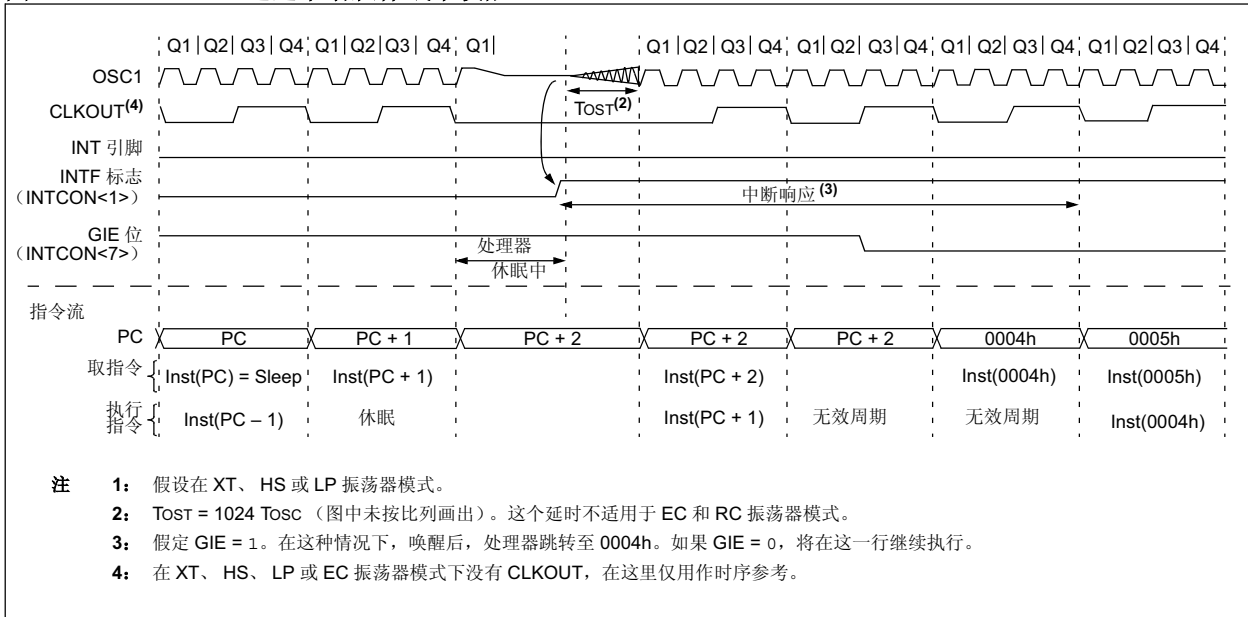 Q1 Q2 Q3 Q4 Q1 Q2 Q3 Q4 Q1 Q1 Q2 Q3 Q4 Q1 Q2 Q3 Q4 Q1 Q2 Q3 Q4 Q1 Q2 Q3 Q4
OSC1
CLKOUT(4)
TOST(2)
INT 引脚
INTF 标志
(INTCON<1>)
中断响应 (3)
GIE 位
(INTCON<7>)
处理器
休眠中
指令流
PC PC PC + 1 PC + 2 PC + 2 PC + 2 0004h 0005h
取指令 Inst(PC) = Sleep Inst(PC + 1) Inst(PC + 2) Inst(0004h) Inst(0005h)
执行
指令 Inst(PC – 1) 休眠 Inst(PC + 1) 无效周期 无效周期 Inst(0004h)
注 1: 假设在 XT、 HS 或 LP 振荡器模式。
2: TOST = 1024 TOSC (图中未按比列画出)。这个延时不适用于 EC 和 RC 振荡器模式。
3: 假定 GIE = 1。在这种情况下，唤醒后，处理器跳转至 0004h。如果 GIE = 0，将在这一行继续执行。
4: 在 XT、 HS、 LP 或 EC 振荡器模式下没有 CLKOUT，在这里仅用作时序参考。